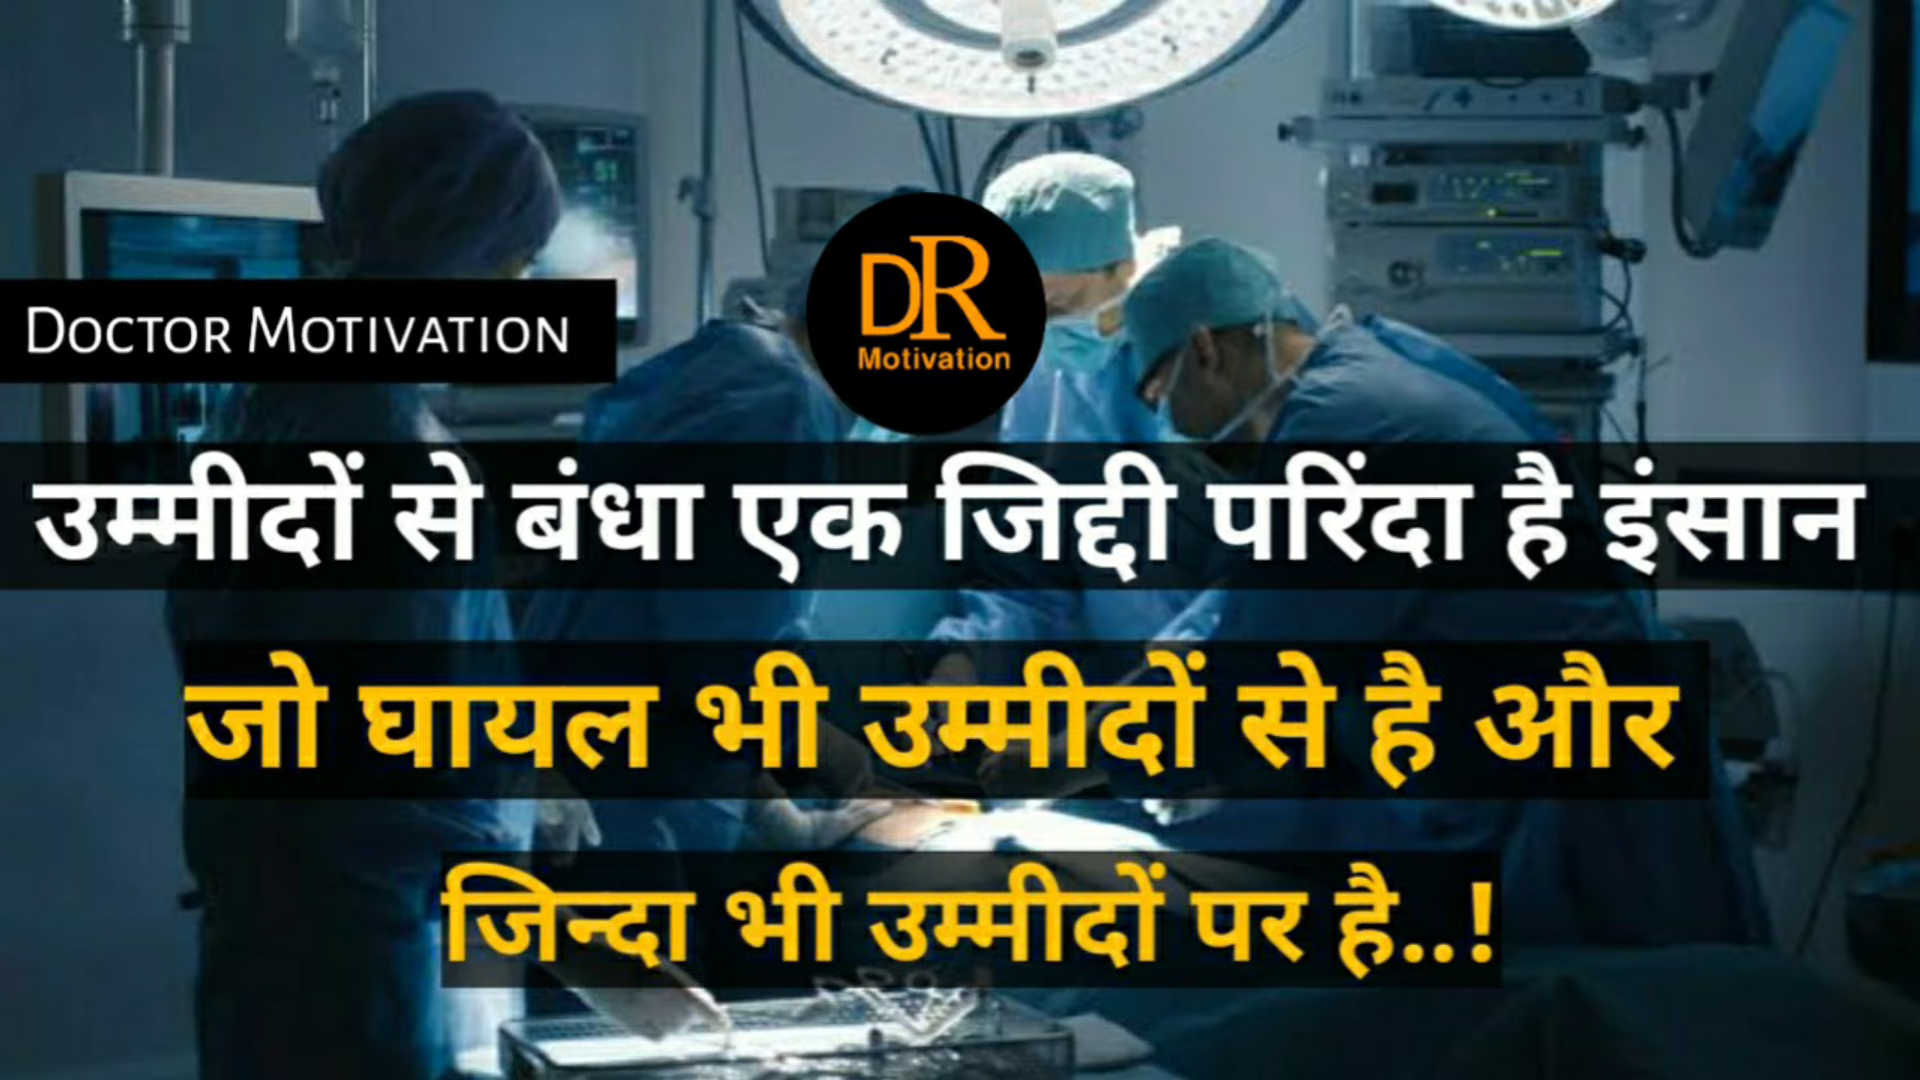 DR
Motivation
DOCTOR MOTIVATION
उम्मीदों से बंधा एक जिद्दी परिंदा है इंसान
जो घायल भी उम्मीदों से है और
जिन्दा भी उम्मीदों पर है..!